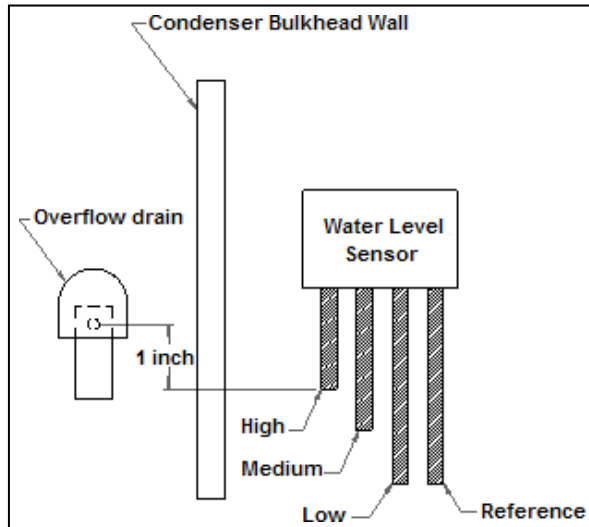 Condenser Bulkhead Wall
Overflow drain
Water Level
Sensor
1 inch
High
Medium
Low
Reference